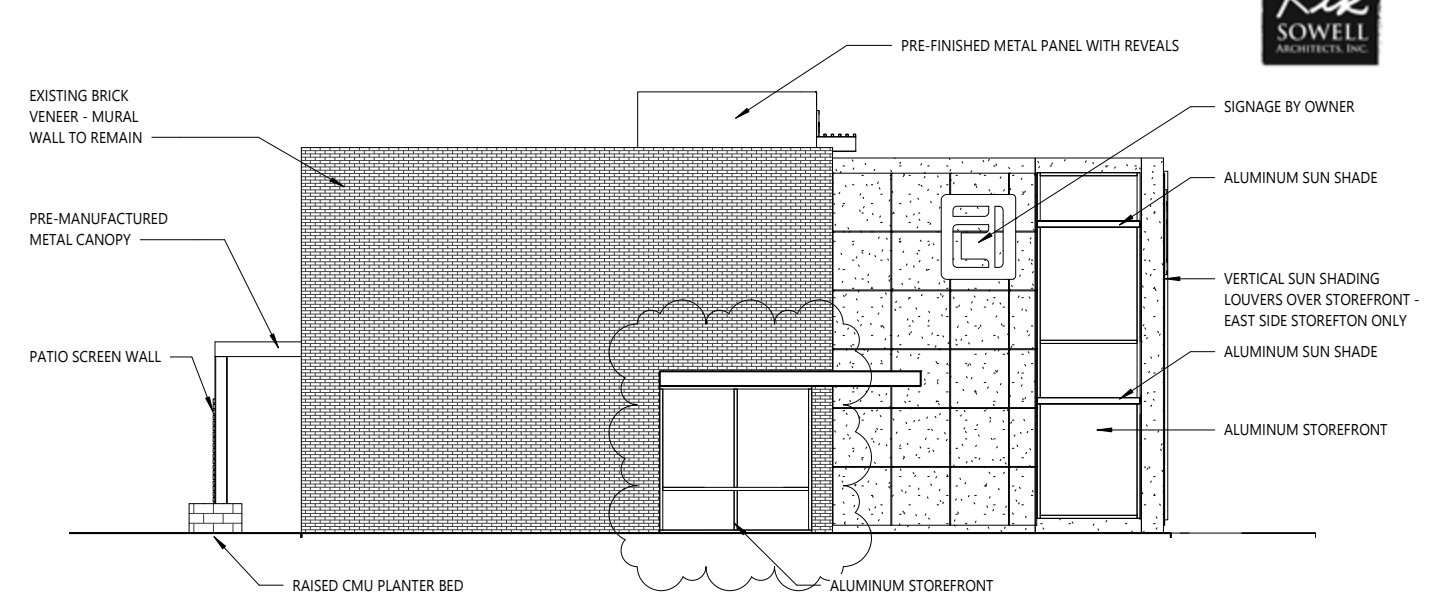 Rik
SOWELL
ARCHITECTS, INC.
PRE-FINISHED METAL PANEL WITH REVEALS
EXISTING BRICK
VENEER - MURAL
WALL TO REMAIN
SIGNAGE BY OWNER
ALUMINUM SUN SHADE
PRE-MANUFACTURED
METAL CANOPY
VERTICAL SUN SHADING
LOUVERS OVER STOREFRONT -
EAST SIDE STOREFTON ONLY
PATIO SCREEN WALL
ALUMINUM SUN SHADE
ALUMINUM STOREFRONT
RAISED CMU PLANTER BED
ALUMINUM STOREFRONT